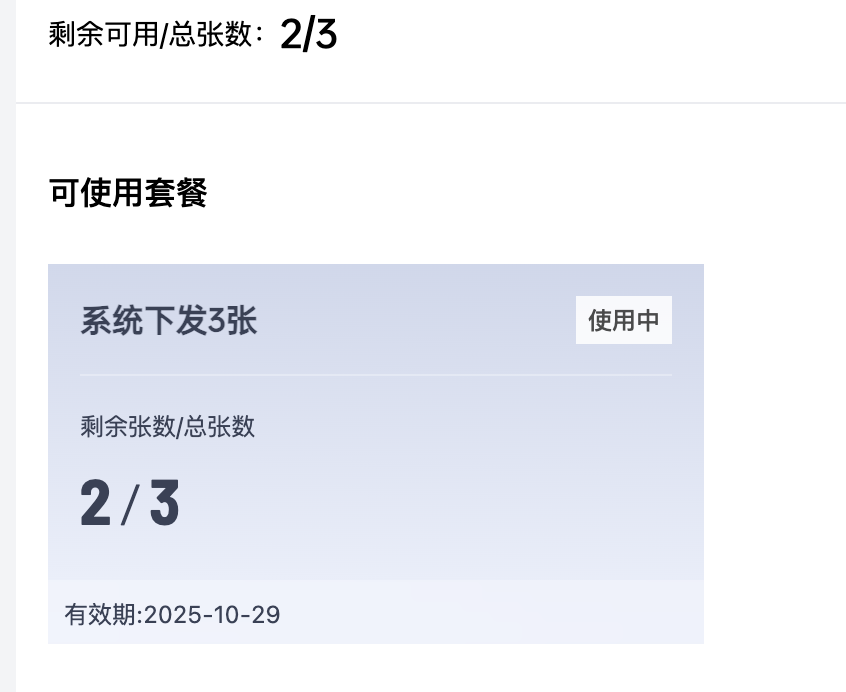 剩余可用/总张数：2/3
可使用套餐
系统下发3张
使用中
剩余张数/总张数
2/3
有效期:2025-10-29